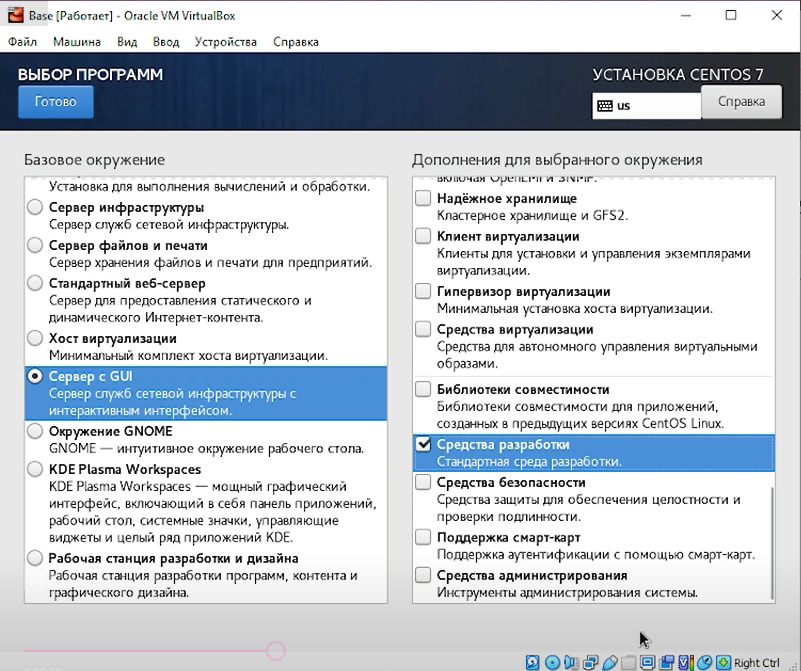 Base [Работает] - Oracle VM VirtualBox
Файл Машина Вид Ввод Устройства Справка
ВЫБОР ПРОГРАММ
Готово
УСТАНОВКА CENTOS 7
us
Справка
Базовое окружение
Установка для выполнения вычислений и обработки.
Сервер инфраструктуры
Сервер служб сетевой инфраструктуры.
Сервер файлов и печати
Сервер хранения файлов и печати для предприятий.
Стандартный веб-сервер
Сервер для предоставления статического и
динамического Интернет-контента.
Хост виртуализации
Минимальный комплект хоста виртуализации.
Сервер с GUI
Сервер служб сетевой инфраструктуры с
интерактивным интерфейсом.
Окружение GNOME
GNOME — интуитивное окружение рабочего стола.
KDE Plasma Workspaces
KDE Plasma Workspaces — мощный графический
интерфейс, включающий в себя панель приложений,
рабочий стол, системные значки, управляющие
виджеты и целый ряд приложений KDE.
Рабочая станция разработки и дизайна
Рабочая станция разработки программ, контента и
графического дизайна.
Дополнения для выбранного окружения
включая OpenLMI и SNMP.
Надёжное хранилище
Кластерное хранилище и GFS2.
Клиент виртуализации
Клиенты для установки и управления экземплярами
виртуализации.
Гипервизор виртуализации
Минимальная установка хоста виртуализации.
Средства виртуализации
Средства для автономного управления виртуальными
образами.
Библиотеки совместимости
Библиотеки совместимости для приложений,
созданных в предыдущих версиях CentOS Linux.
Средства разработки
Стандартная среда разработки.
Средства безопасности
Средства защиты для обеспечения целостности и
проверки подлинности.
Поддержка смарт-карт
Поддержка аутентификации с помощью смарт-карт.
Средства администрирования
Инструменты администрирования системы.
Right Ctrl